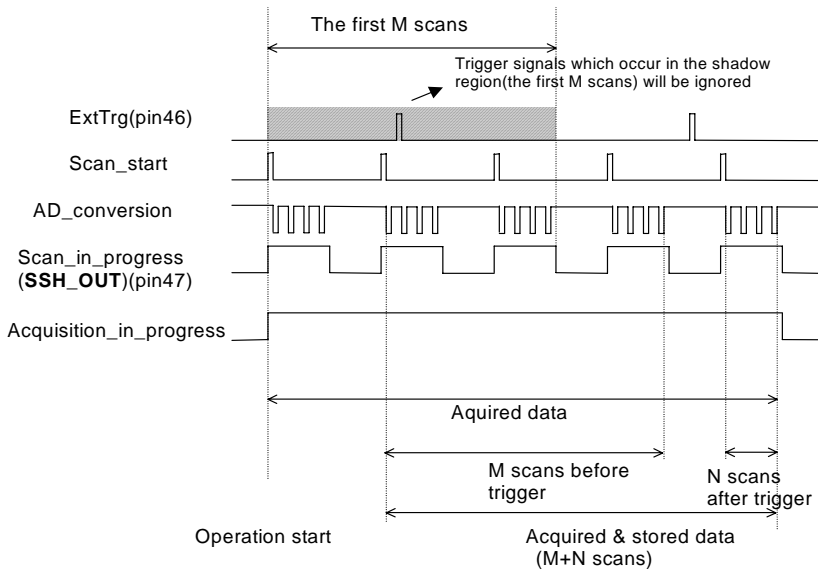 The first M scans
Trigger signals which occur in the shadow
region(the first M scans) will be ignored
ExtTrg(pin46)
Scan_start
AD_conversion
Scan_in_progress
(SSH_OUT)(pin47)
Acquisition_in_progress
Aquired data
M scans before
trigger
N scans
after trigger
Operation start
Acquired & stored data
(M+N scans)